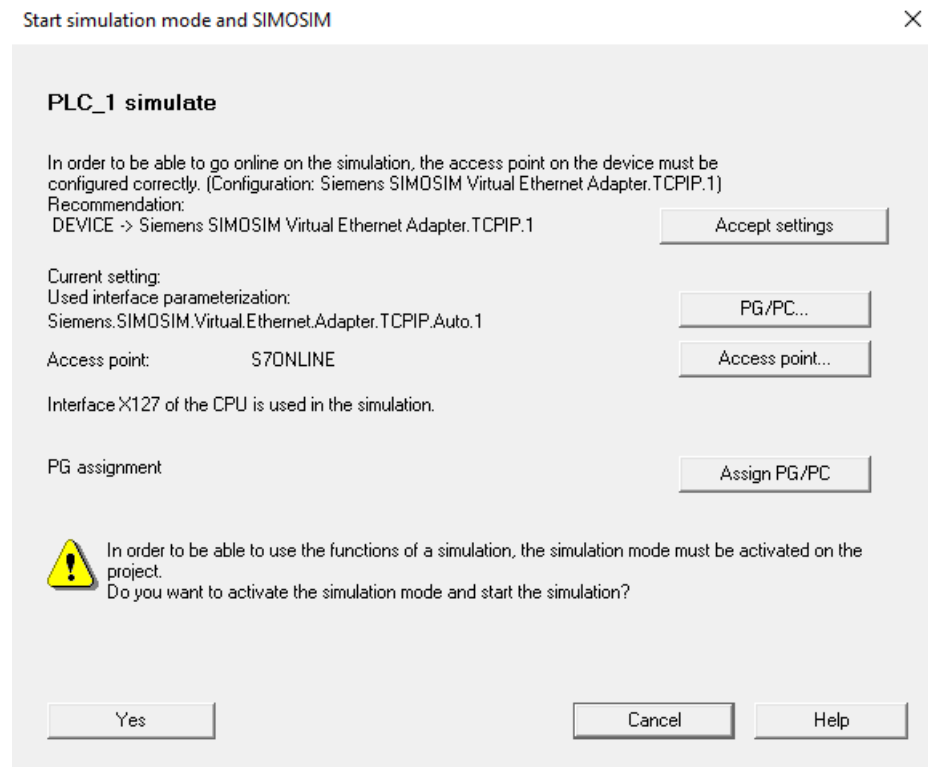 Start simulation mode and SIMOSIM
PLC_1 simulate
In order to be able to go online on the simulation, the access point on the device must be
configured correctly. (Configuration: Siemens SIMOSIM Virtual Ethernet Adapter.TCPIP.1)
Recommendation:
DEVICE -> Siemens SIMOSIM Virtual Ethernet Adapter.TCPIP.1
Accept settings
Current setting:
Used interface parameterization:
Siemens.SIMOSIM.Virtual.Ethernet.Adapter.TCPIP.Auto.1
PG/PC...
Access point: S7ONLINE
Access point...
Interface X127 of the CPU is used in the simulation.
PG assignment
Assign PG/PC
In order to be able to use the functions of a simulation, the simulation mode must be activated on the
project.
Do you want to activate the simulation mode and start the simulation?
Yes
Cancel
Help